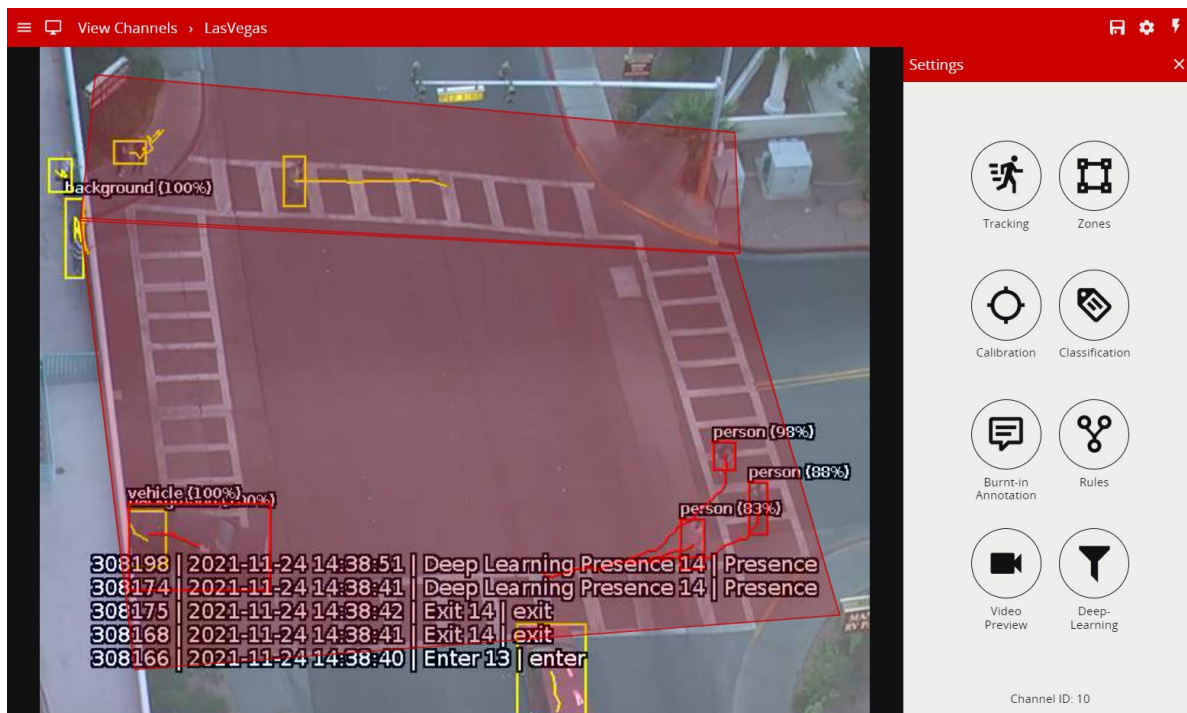 View Channels › LasVegas
Settings
PED XING
background (100%)
Tracking
Zones
Calibration
Classification
person (98%)
person (88%)
person (83%)
vehicle (100%)
Burnt-in
Annotation
Rules
308198 | 2021-11-24 14:38:51 | Deep Learning Presence 14 | Presence
308174 | 2021-11-24 14:38:41 | Deep Learning Presence 14 | Presence
308175 | 2021-11-24 14:38:42 | Exit 14 | exit
308168 | 2021-11-24 14:38:41 | Exit 14 | exit
308166 | 2021-11-24 14:38:40 | Enter 13 | enter
Video
Preview
Deep-
Learning
Channel ID: 10